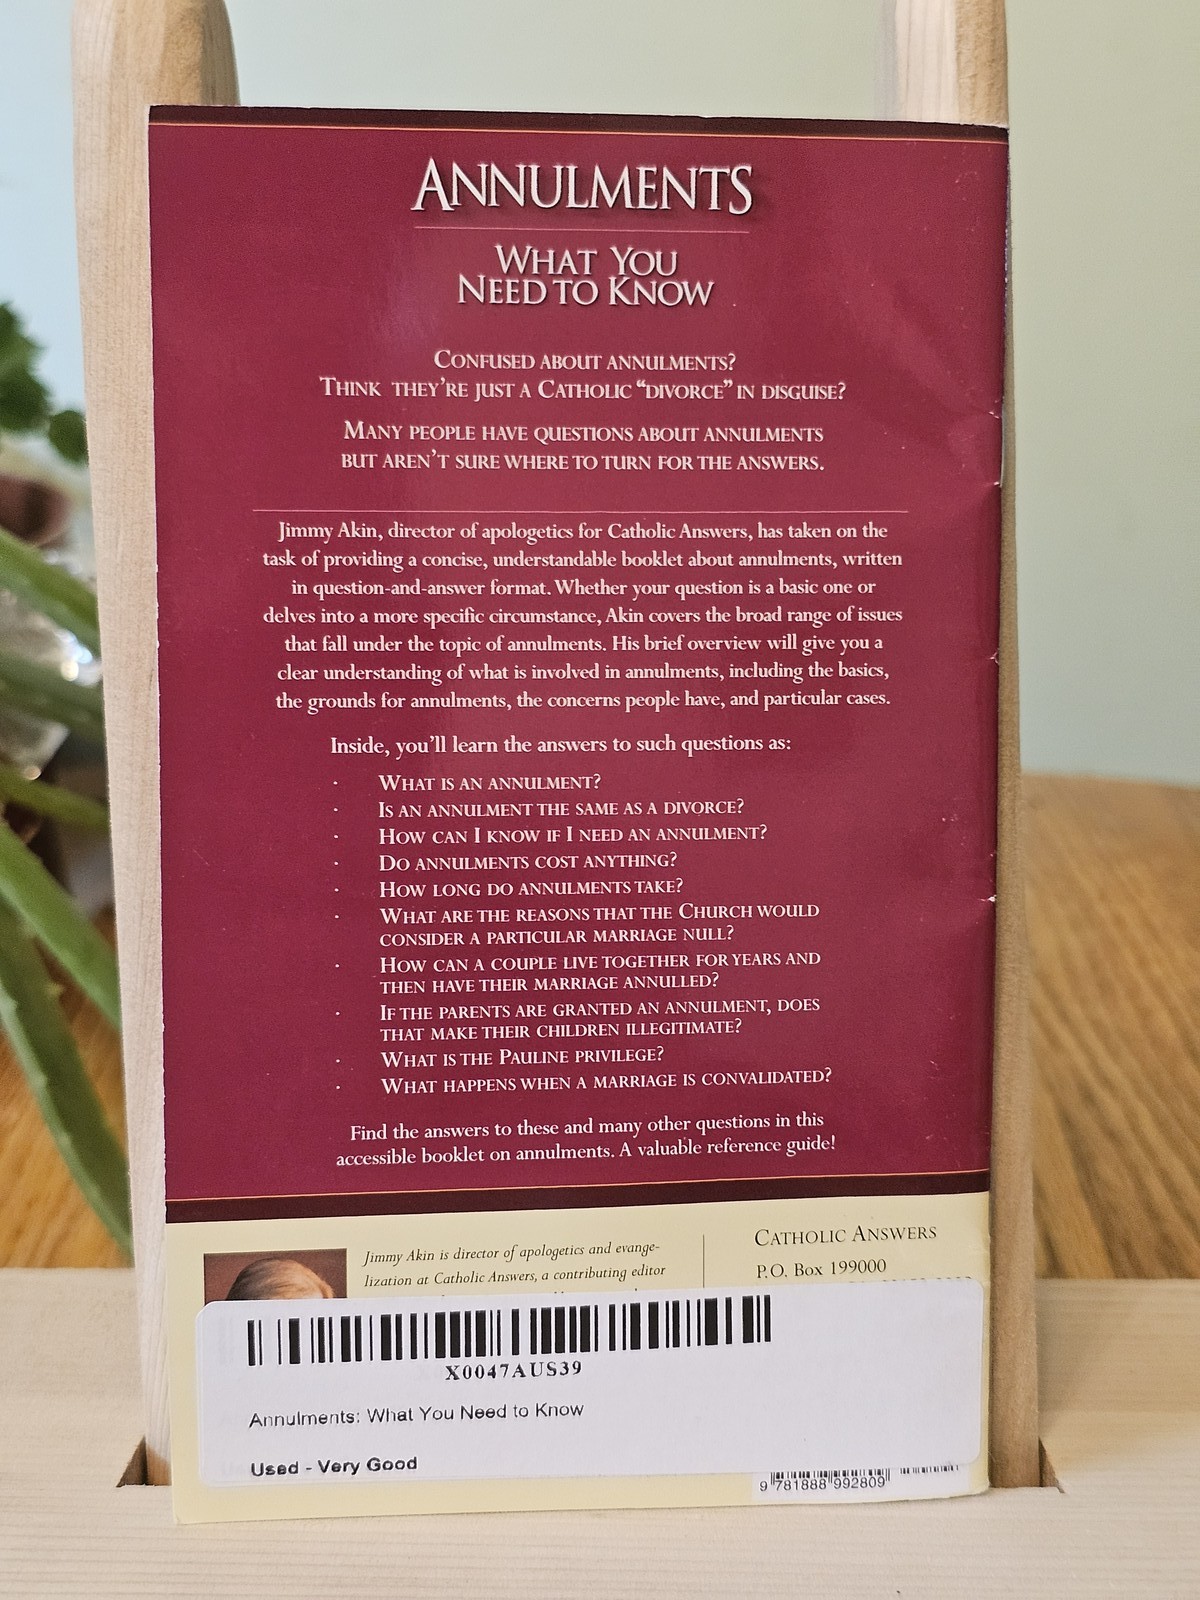 ANNULMENTS
WHAT YOU
NEED TO KNOW
CONFUSED ABOUT ANNULMENTS?
THINK THEY'RE JUST A CATHOLIC "DIVORCE" IN DISGUISE?
MANY PEOPLE HAVE QUESTIONS ABOUT ANNULMENTS
BUT AREN'T SURE WHERE TO TURN FOR THE ANSWERS.
Jimmy Akin, director of apologetics for Catholic Answers, has taken on the
task of providing a concise, understandable booklet about annulments, written
in question-and-answer format. Whether your question is a basic one or
delves into a more specific circumstance, Akin covers the broad range of issues
that fall under the topic of annulments. His brief overview will give you a
clear understanding of what is involved in annulments, including the basics,
the grounds for annulments, the concerns people have, and particular cases.
Inside, you'll learn the answers to such questions as:
· WHAT IS AN ANNULMENT?
· IS AN ANNULMENT THE SAME AS A DIVORCE?
· HOW CAN I KNOW IF I NEED AN ANNULMENT?
· DO ANNULMENTS COST ANYTHING?
· HOW LONG DO ANNULMENTS TAKE?
· WHAT ARE THE REASONS THAT THE CHURCH WOULD
CONSIDER A PARTICULAR MARRIAGE NULL?
· HOW CAN A COUPLE LIVE TOGETHER FOR YEARS AND
THEN HAVE THEIR MARRIAGE ANNULLED?
· IF THE PARENTS ARE GRANTED AN ANNULMENT, DOES
THAT MAKE THEIR CHILDREN ILLEGITIMATE?
· WHAT IS THE PAULINE PRIVILEGE?
· WHAT HAPPENS WHEN A MARRIAGE IS CONVALIDATED?
Find the answers to these and many other questions in this
accessible booklet on annulments. A valuable reference guide!
Jimmy Akin is director of apologetics and evange-
lization at Catholic Answers, a contributing editor
CATHOLIC ANSWERS
P.O. Box 199000
X0047AUS39
Annulments: What You Need to Know
Used - Very Good
9 781888 992809